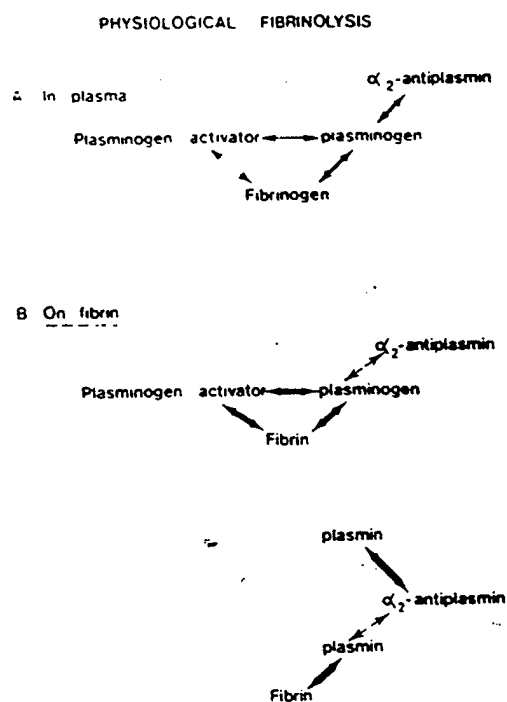 PHYSIOLOGICAL FIBRINOLYSIS
A In plasma
α₂-antiplasmin
Plasminogen activator plasminogen
Fibrinogen
B On fibrin
α₂-antiplasmin
Plasminogen activator plasminogen
Fibrin
plasmin
α₂-antiplasmin
plasmin
Fibrin